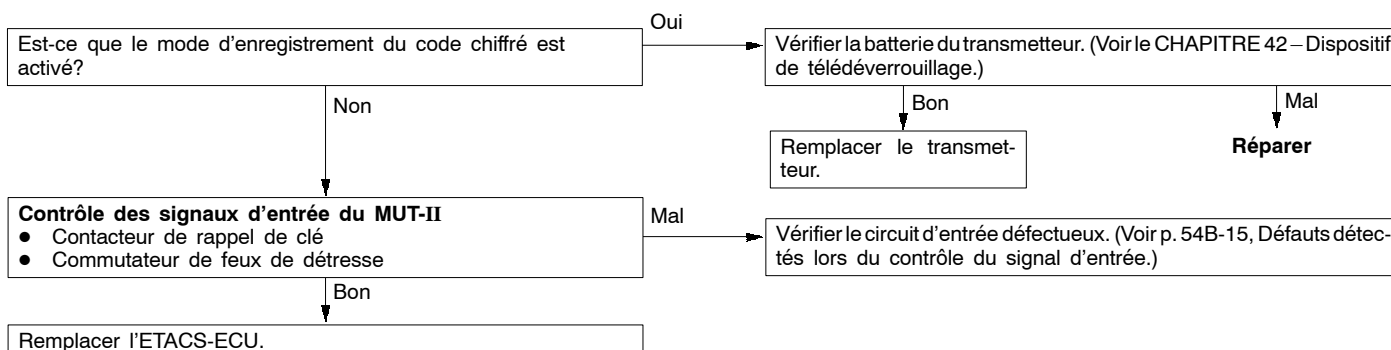 Est-ce que le mode d'enregistrement du code chiffré est
activé?
Oui
Vérifier la batterie du transmetteur. (Voir le CHAPITRE 42 – Dispositif
de télédéverrouillage.)
Non
Bon
Mal
Remplacer le transmet-
teur.
Réparer
Contrôle des signaux d'entrée du MUT-II
● Contacteur de rappel de clé
● Commutateur de feux de détresse
Mal
Vérifier le circuit d'entrée défectueux. (Voir p. 54B-15, Défauts détec-
tés lors du contrôle du signal d'entrée.)
Bon
Remplacer l'ETACS-ECU.